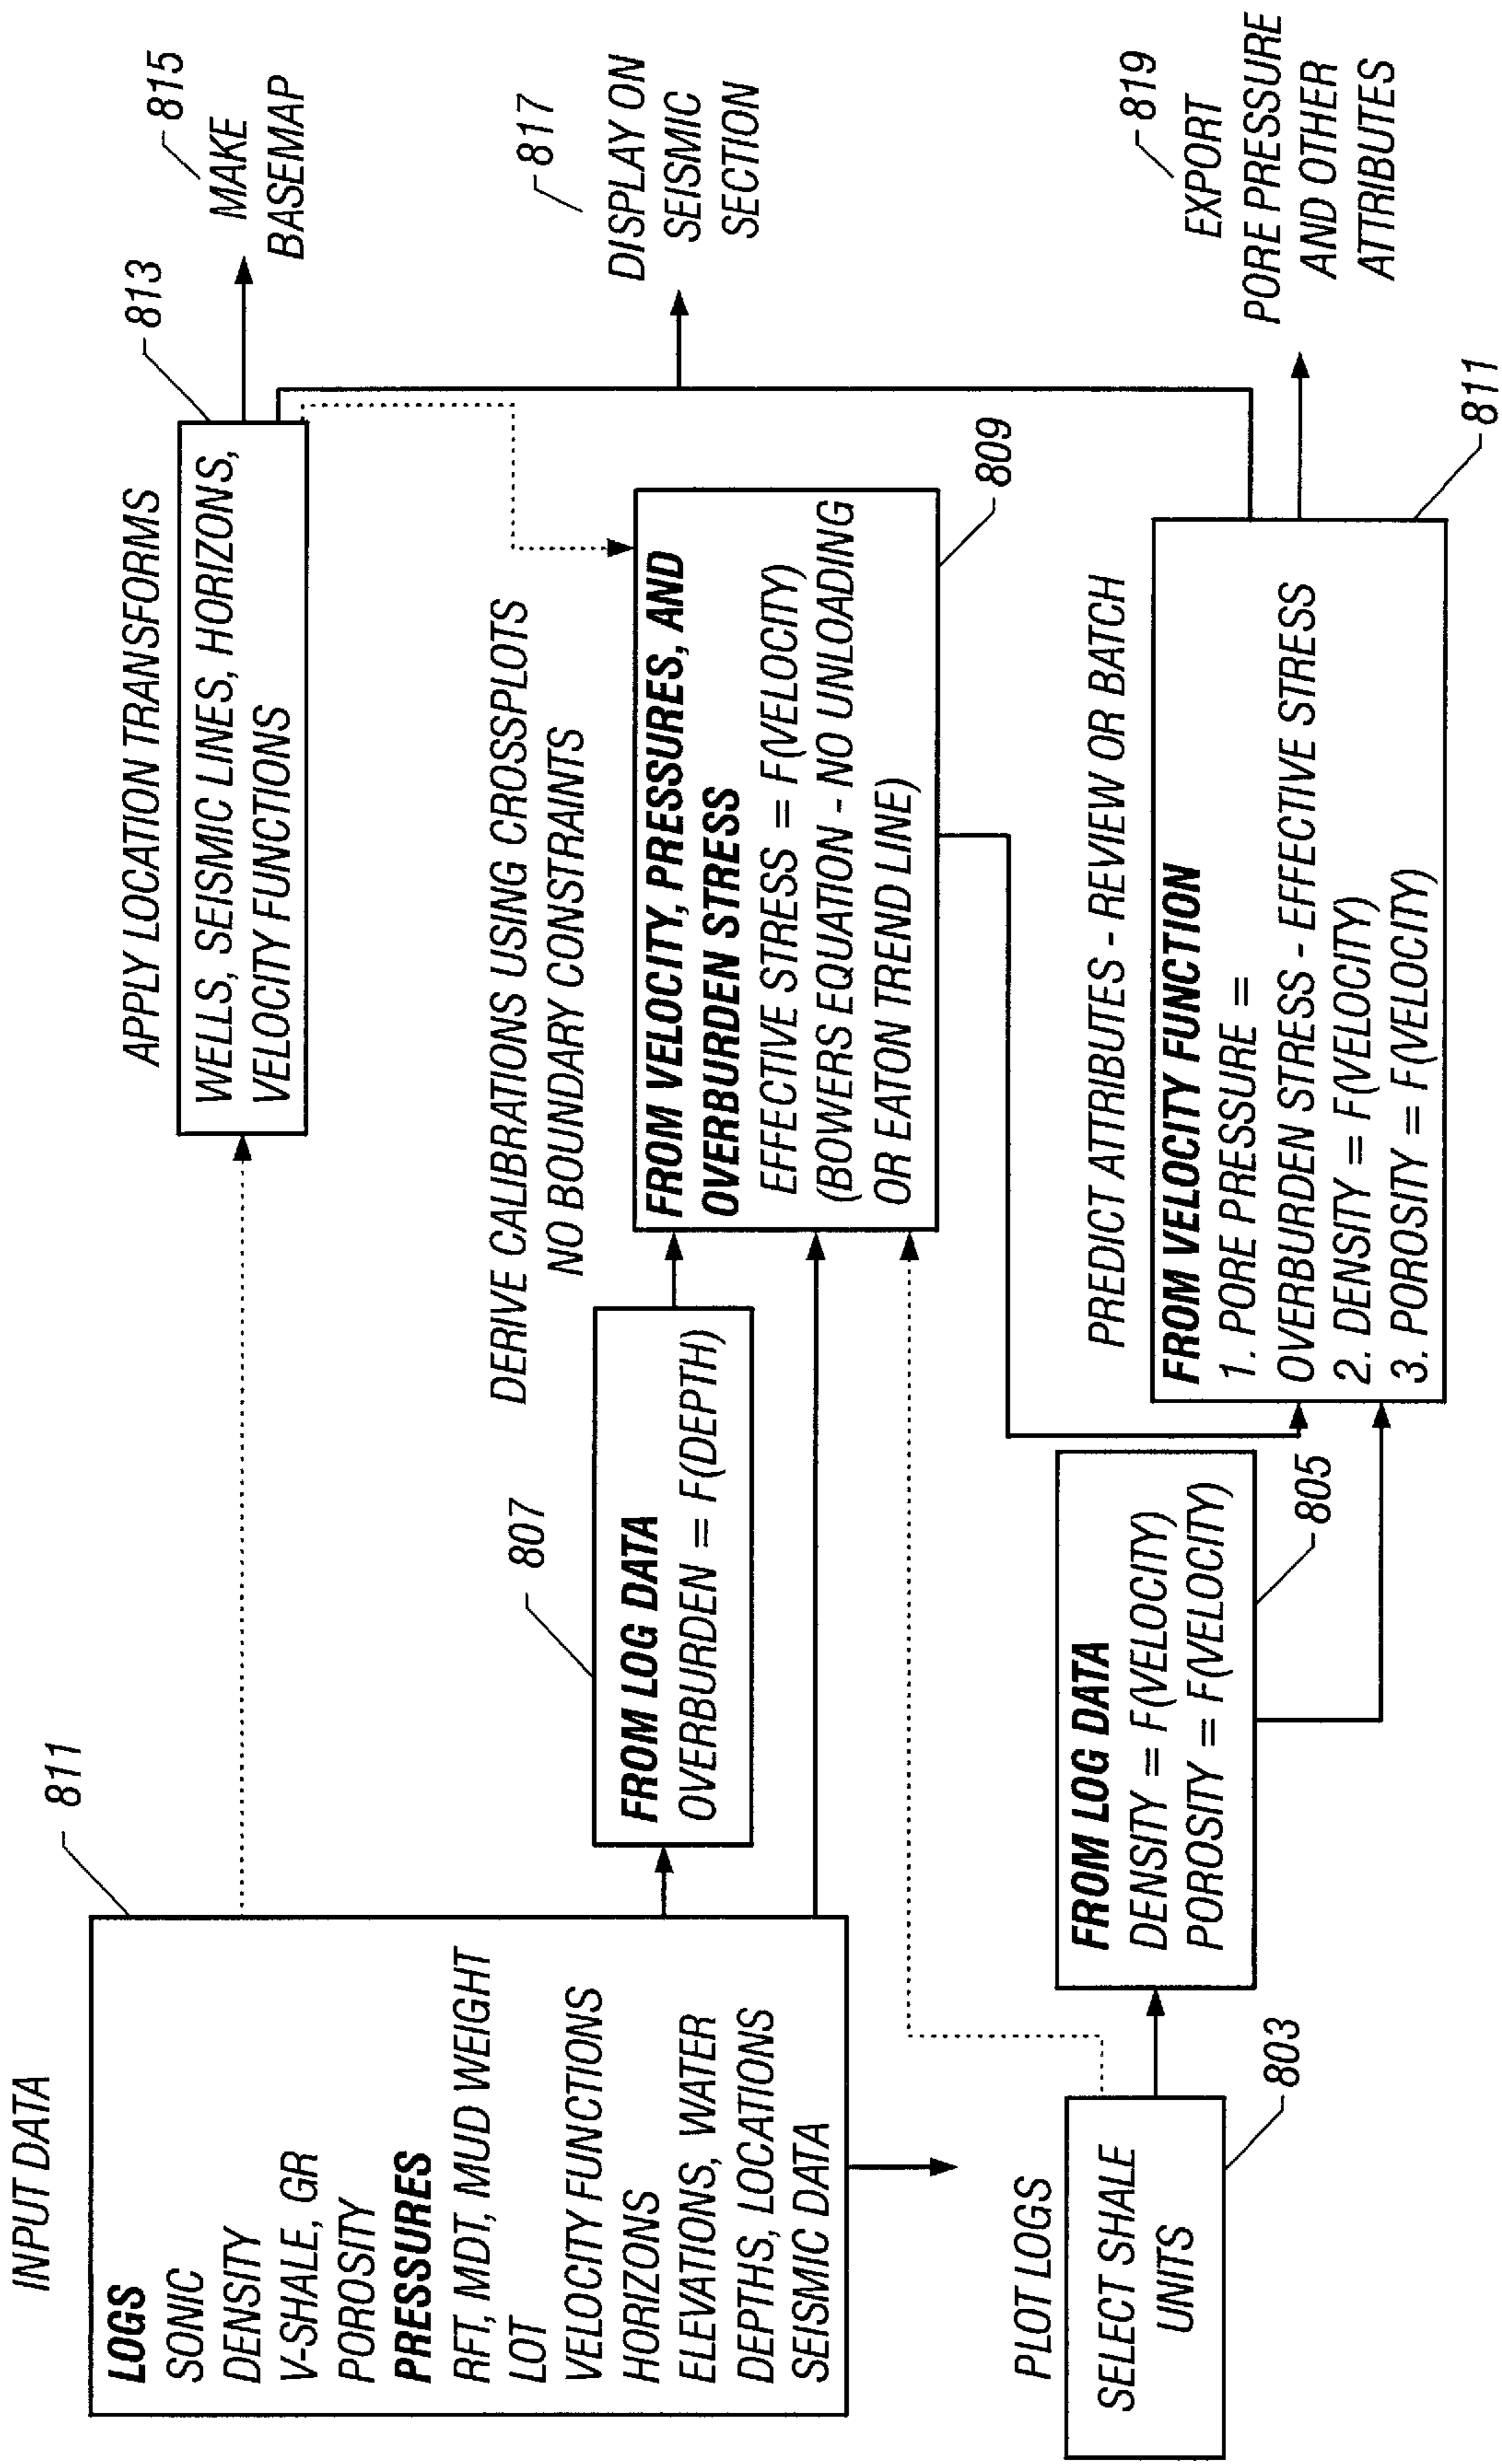 INPUT DATA
811
LOGS
SONIC
DENSITY
V-SHALE, GR
POROSITY
PRESSURES
RFT, MDT, MUD WEIGHT
LOT
VELOCITY FUNCTIONS
HORIZONS
ELEVATIONS, WATER
DEPTHS, LOCATIONS
SEISMIC DATA
PLOT LOGS
SELECT SHALE
UNITS
803
807
FROM LOG DATA
OVERBURDEN = F(DEPTH)
FROM LOG DATA
DENSITY = F(VELOCITY)
POROSITY = F(VELOCITY)
805
APPLY LOCATION TRANSFORMS
813
WELLS, SEISMIC LINES, HORIZONS,
VELOCITY FUNCTIONS
DERIVE CALIBRATIONS USING CROSSPLOTS
NO BOUNDARY CONSTRAINTS
FROM VELOCITY, PRESSURES, AND
OVERBURDEN STRESS
EFFECTIVE STRESS = F(VELOCITY)
(BOWERS EQUATION - NO UNLOADING
OR EATON TREND LINE)
809
PREDICT ATTRIBUTES - REVIEW OR BATCH
FROM VELOCITY FUNCTION
1. PORE PRESSURE =
OVERBURDEN STRESS - EFFECTIVE STRESS
2. DENSITY = F(VELOCITY)
3. POROSITY = F(VELOCITY)
811
815
MAKE
BASEMAP
817
DISPLAY ON
SEISMIC
SECTION
819
EXPORT
PORE PRESSURE
AND OTHER
ATTRIBUTES